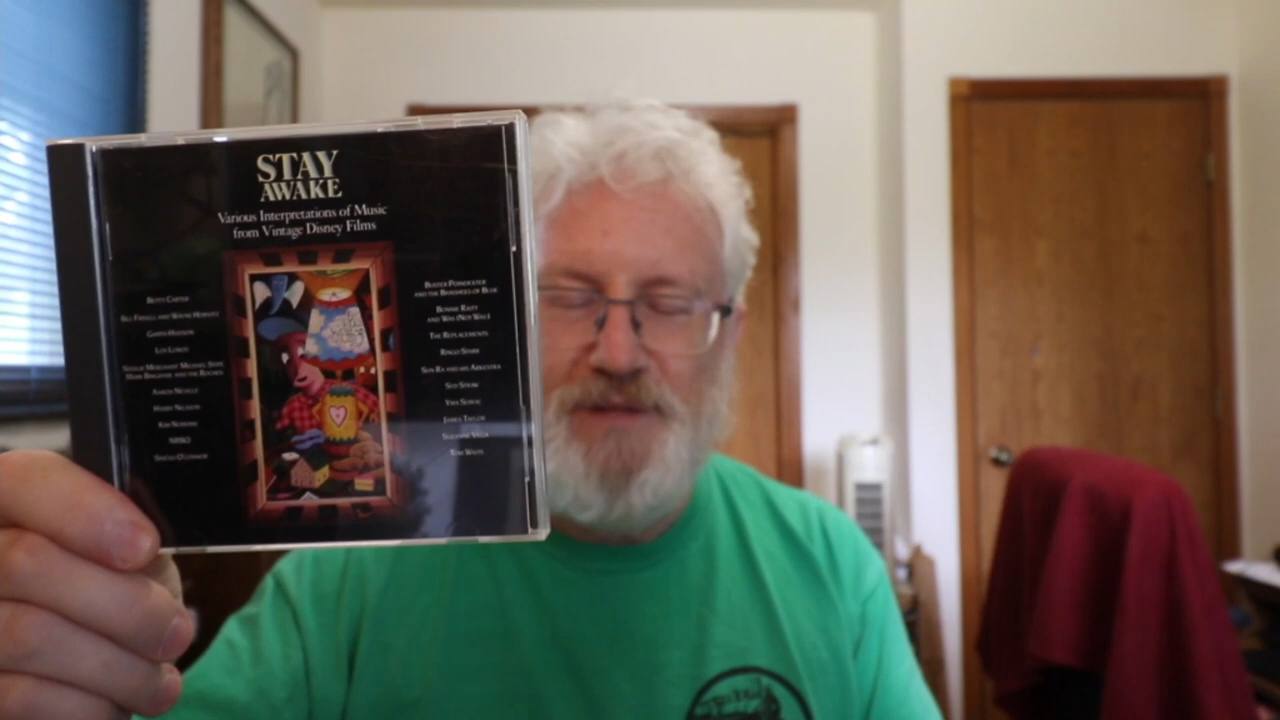 STAY
AWAKE
Various Interpretations of Music
from Vintage Disney Films
BETTY CARTER
BILL FRISELL AND WAYNE HORVITZ
GARTH HUDSON
LOS LOBOS
NATALIE MERCHANT MICHAEL STIPE
MARK BINGHAM AND THE ROCHES
AARON NEVILLE
HARRY NILSSON
KEN NORDINE
NRBQ
SINÉAD O'CONNOR
BUSTER POINDEXTER
AND THE BANSHEES OF BLUE
BONNIE RAITT
AND WAS (NOT WAS)
THE REPLACEMENTS
RINGO STARR
SUN RA AND HIS ARKESTRA
SYD STRAW
YMA SUMAC
JAMES TAYLOR
SUZANNE VEGA
TOM WAITS